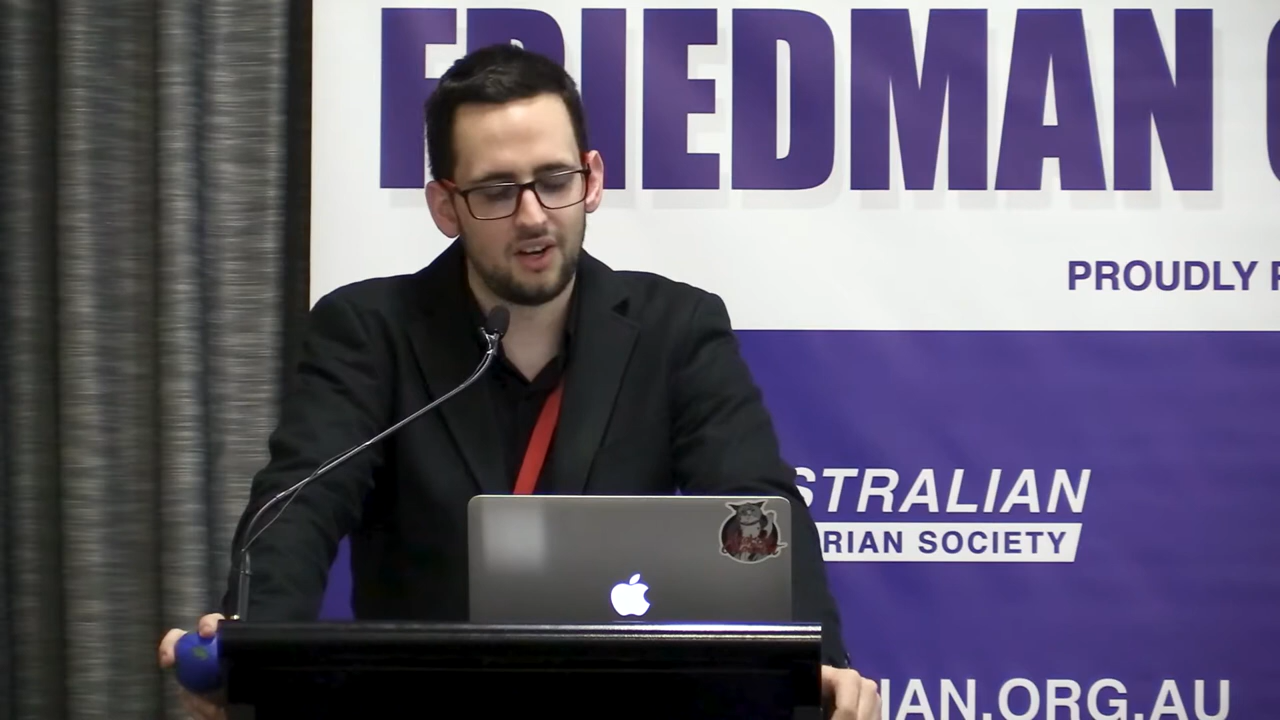 FRIEDMAN
PROUDLY
STRALIAN
RIAN SOCIETY
IAN.ORG.AU